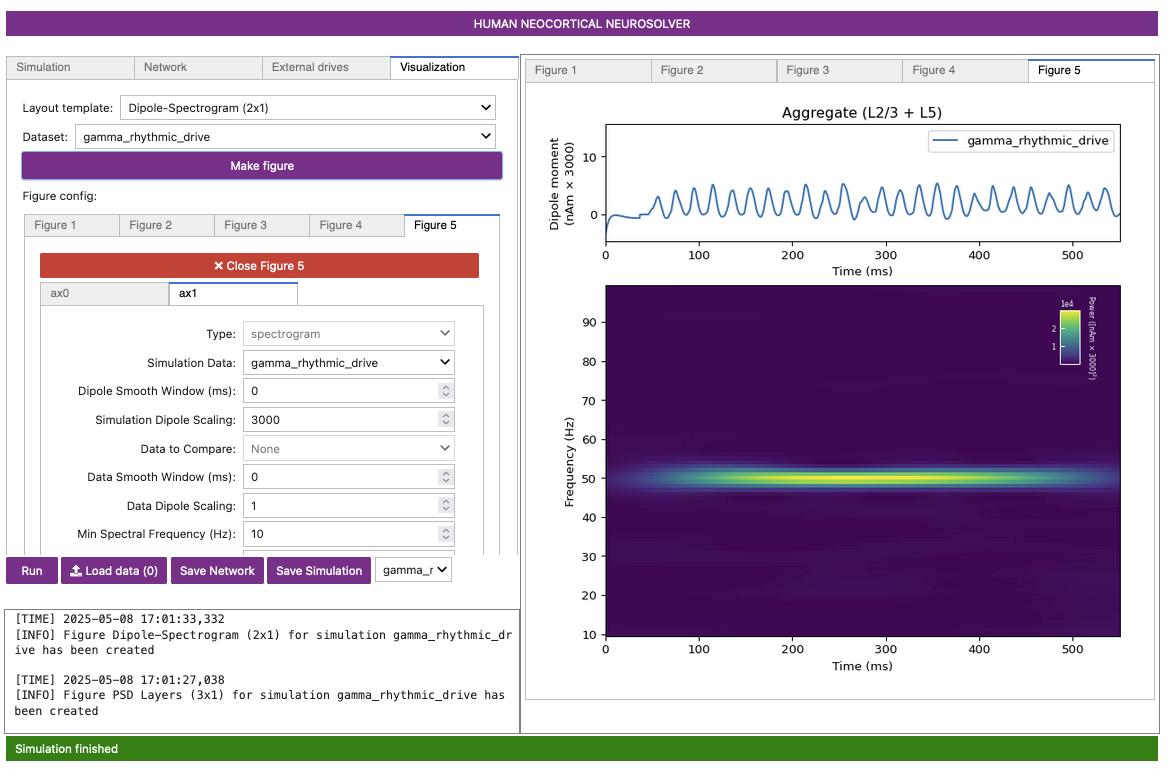 HUMAN NEOCORTICAL NEUROSOLVER
Simulation
Network
External drives
Visualization
Layout template:
Dipole-Spectrogram (2x1)
Dataset:
gamma_rhythmic_drive
Make figure
Figure config:
Figure 1
Figure 2
Figure 3
Figure 4
Figure 5
✖ Close Figure 5
ax0
ax1
Type:
spectrogram
Simulation Data:
gamma_rhythmic_drive
Dipole Smooth Window (ms):
0
Simulation Dipole Scaling:
3000
Data to Compare:
None
Data Smooth Window (ms):
0
Data Dipole Scaling:
1
Min Spectral Frequency (Hz):
10
Run
Load data (0)
Save Network
Save Simulation
gamma_r
[TIME] 2025-05-08 17:01:33,332
[INFO] Figure Dipole-Spectrogram (2x1) for simulation gamma_rhythmic_dr
ive has been created
[TIME] 2025-05-08 17:01:27,038
[INFO] Figure PSD Layers (3x1) for simulation gamma_rhythmic_drive has
been created
Figure 1
Figure 2
Figure 3
Figure 4
Figure 5
Aggregate (L2/3 + L5)
gamma_rhythmic_drive
Dipole moment
(nAm × 3000)
10
0
0
100
200
300
400
500
Time (ms)
1e4
2
1
Power ([nAm × 3000]²)
Frequency (Hz)
90
80
70
60
50
40
30
20
10
0
100
200
300
400
500
Time (ms)
Simulation finished